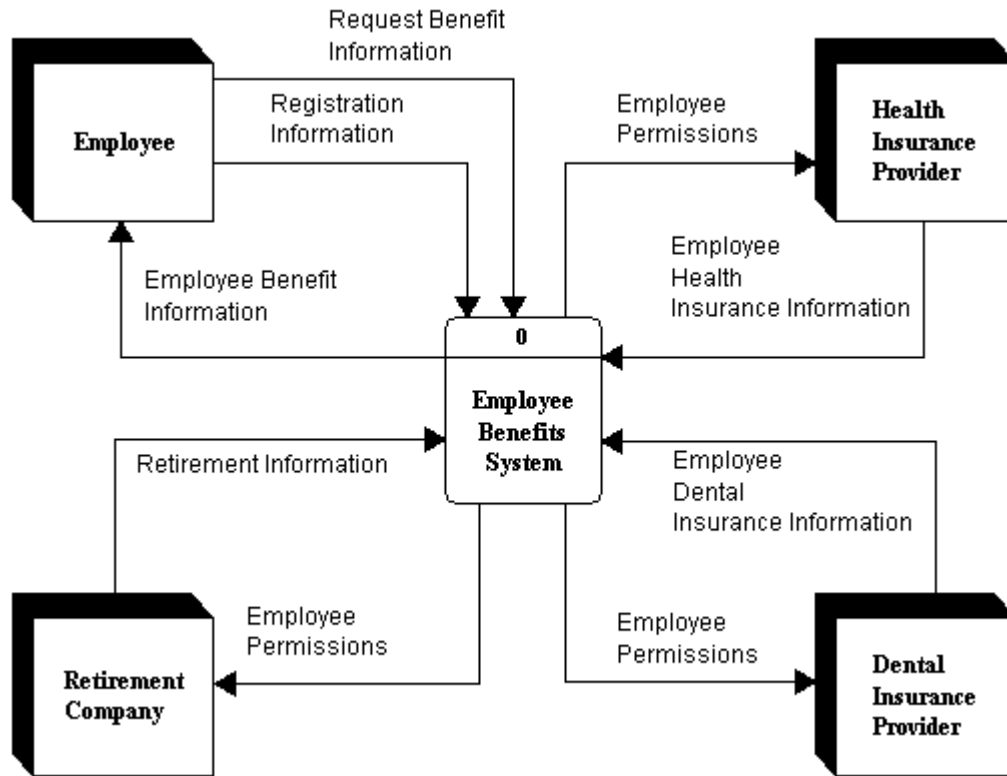 Request Benefit
Information
Registration
Information
Employee
Employee
Permissions
Health
Insurance
Provider
Employee Benefit
Information
Employee
Health
Insurance Information
0
Employee
Benefits
System
Retirement Information
Employee
Dental
Insurance Information
Employee
Permissions
Employee
Permissions
Retirement
Company
Dental
Insurance
Provider